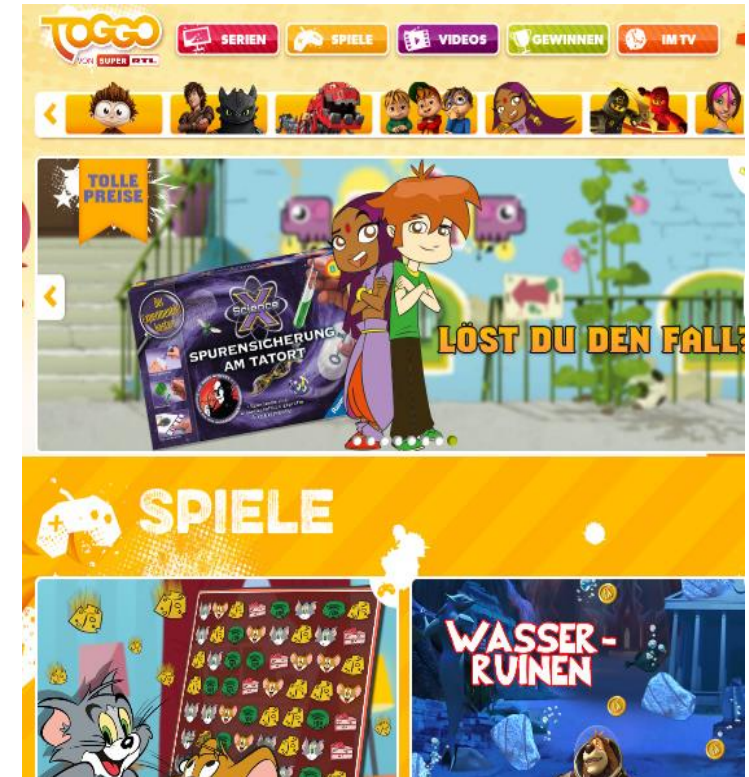 TOGGO
VON SUPER RTL
SERIEN
SPIELE
VIDEOS
GEWINNEN
IM TV
TOLLE
PREISE
Science
X
SPURENSICHERUNG
AM TATORT
LÖST DU DEN FALL?
SPIELE
WASSER-
RUINEN